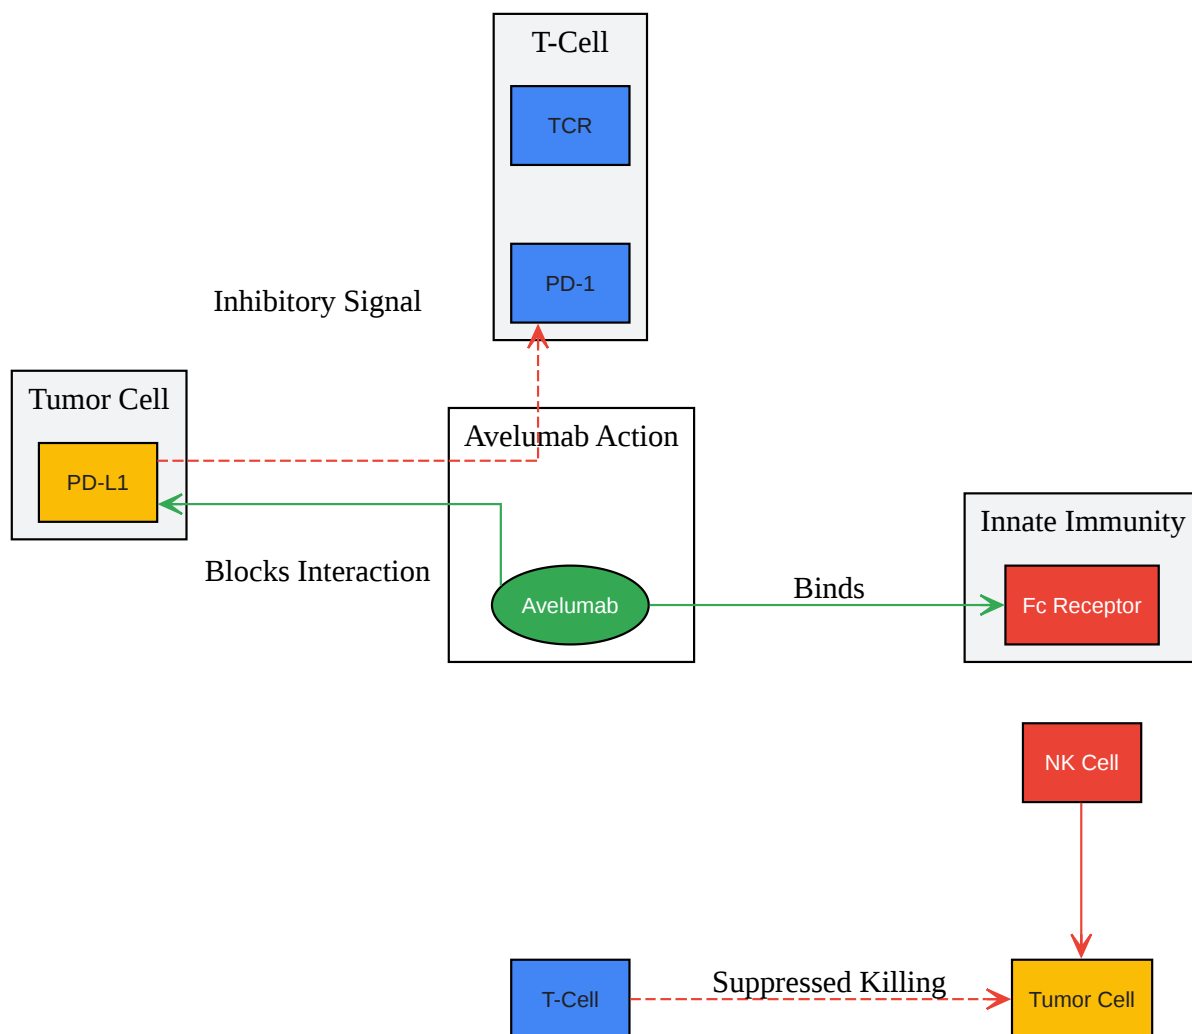 T-Cell
TCR
PD-1
Inhibitory Signal
Tumor Cell
PD-L1
Avelumab Action
Blocks Interaction
Avelumab
Binds
Innate Immunity
Fc Receptor
NK Cell
T-Cell
Suppressed Killing
Tumor Cell